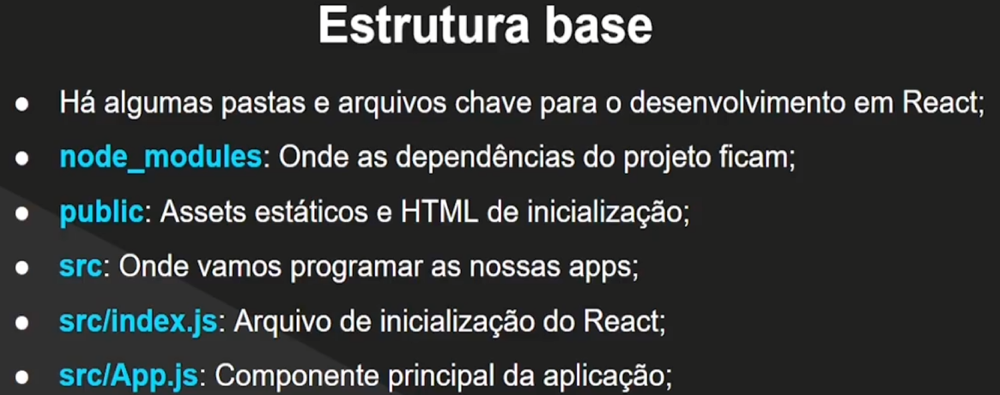 Estrutura base
● Há algumas pastas e arquivos chave para o desenvolvimento em React;
● node_modules: Onde as dependências do projeto ficam;
● public: Assets estáticos e HTML de inicialização;
● src: Onde vamos programar as nossas apps;
● src/index.js: Arquivo de inicialização do React;
● src/App.js: Componente principal da aplicação;